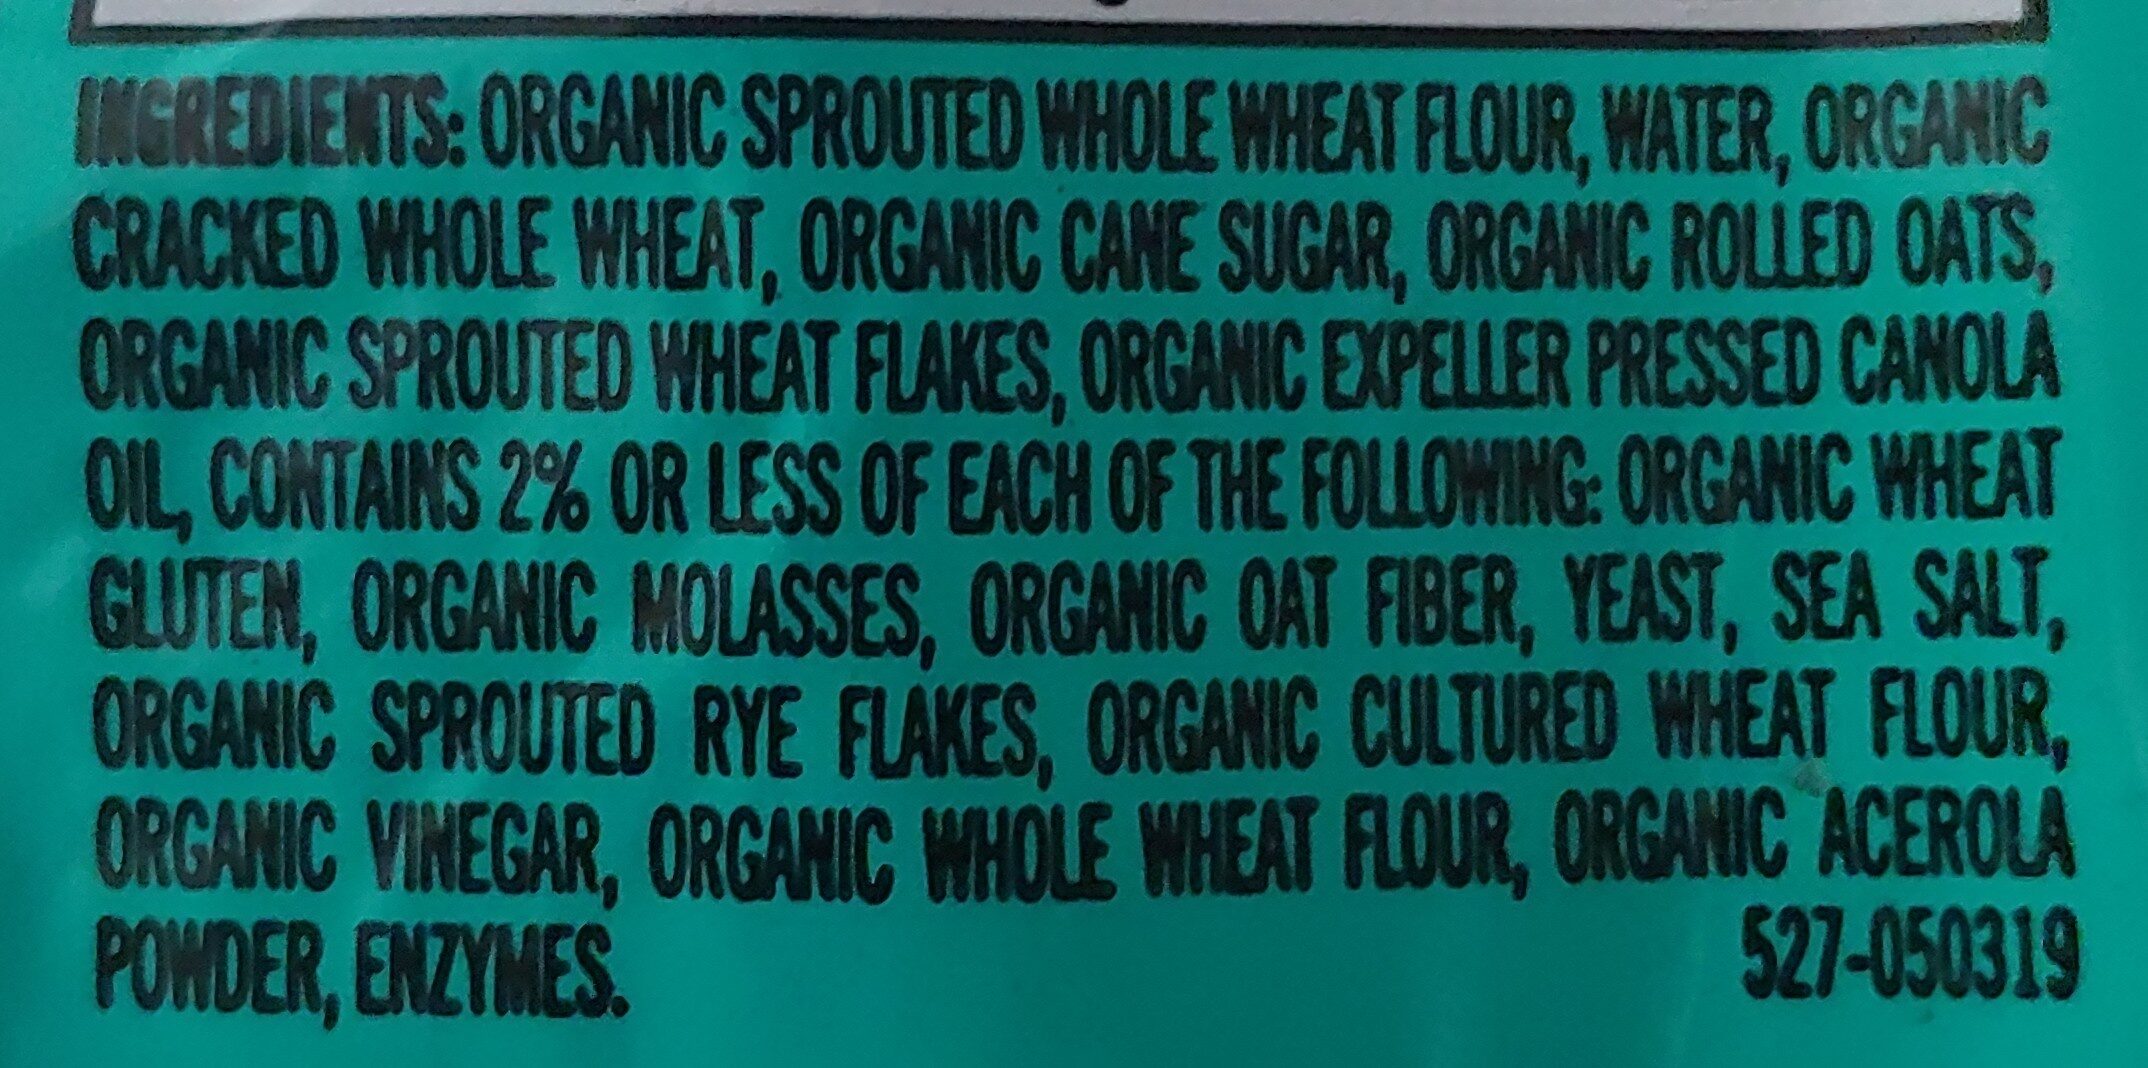 INGREDIENTS: ORGANIC SPROUTED WHOLE WHEAT FLOUR, WATER, ORGANIC
CRACKED WHOLE WHEAT, ORGANIC CANE SUGAR, ORGANIC ROLLED OATS,
ORGANIC SPROUTED WHEAT FLAKES, ORGANIC EXPELLER PRESSED CANOLA
OIL, CONTAINS 2% OR LESS OF EACH OF THE FOLLOWING: ORGANIC WHEAT
GLUTEN, ORGANIC MOLASSES, ORGANIC OAT FIBER, YEAST, SEA SALT,
ORGANIC SPROUTED RYE FLAKES, ORGANIC CULTURED WHEAT FLOUR,
ORGANIC VINEGAR, ORGANIC WHOLE WHEAT FLOUR, ORGANIC ACEROLA
POWDER, ENZYMES. 527-050319